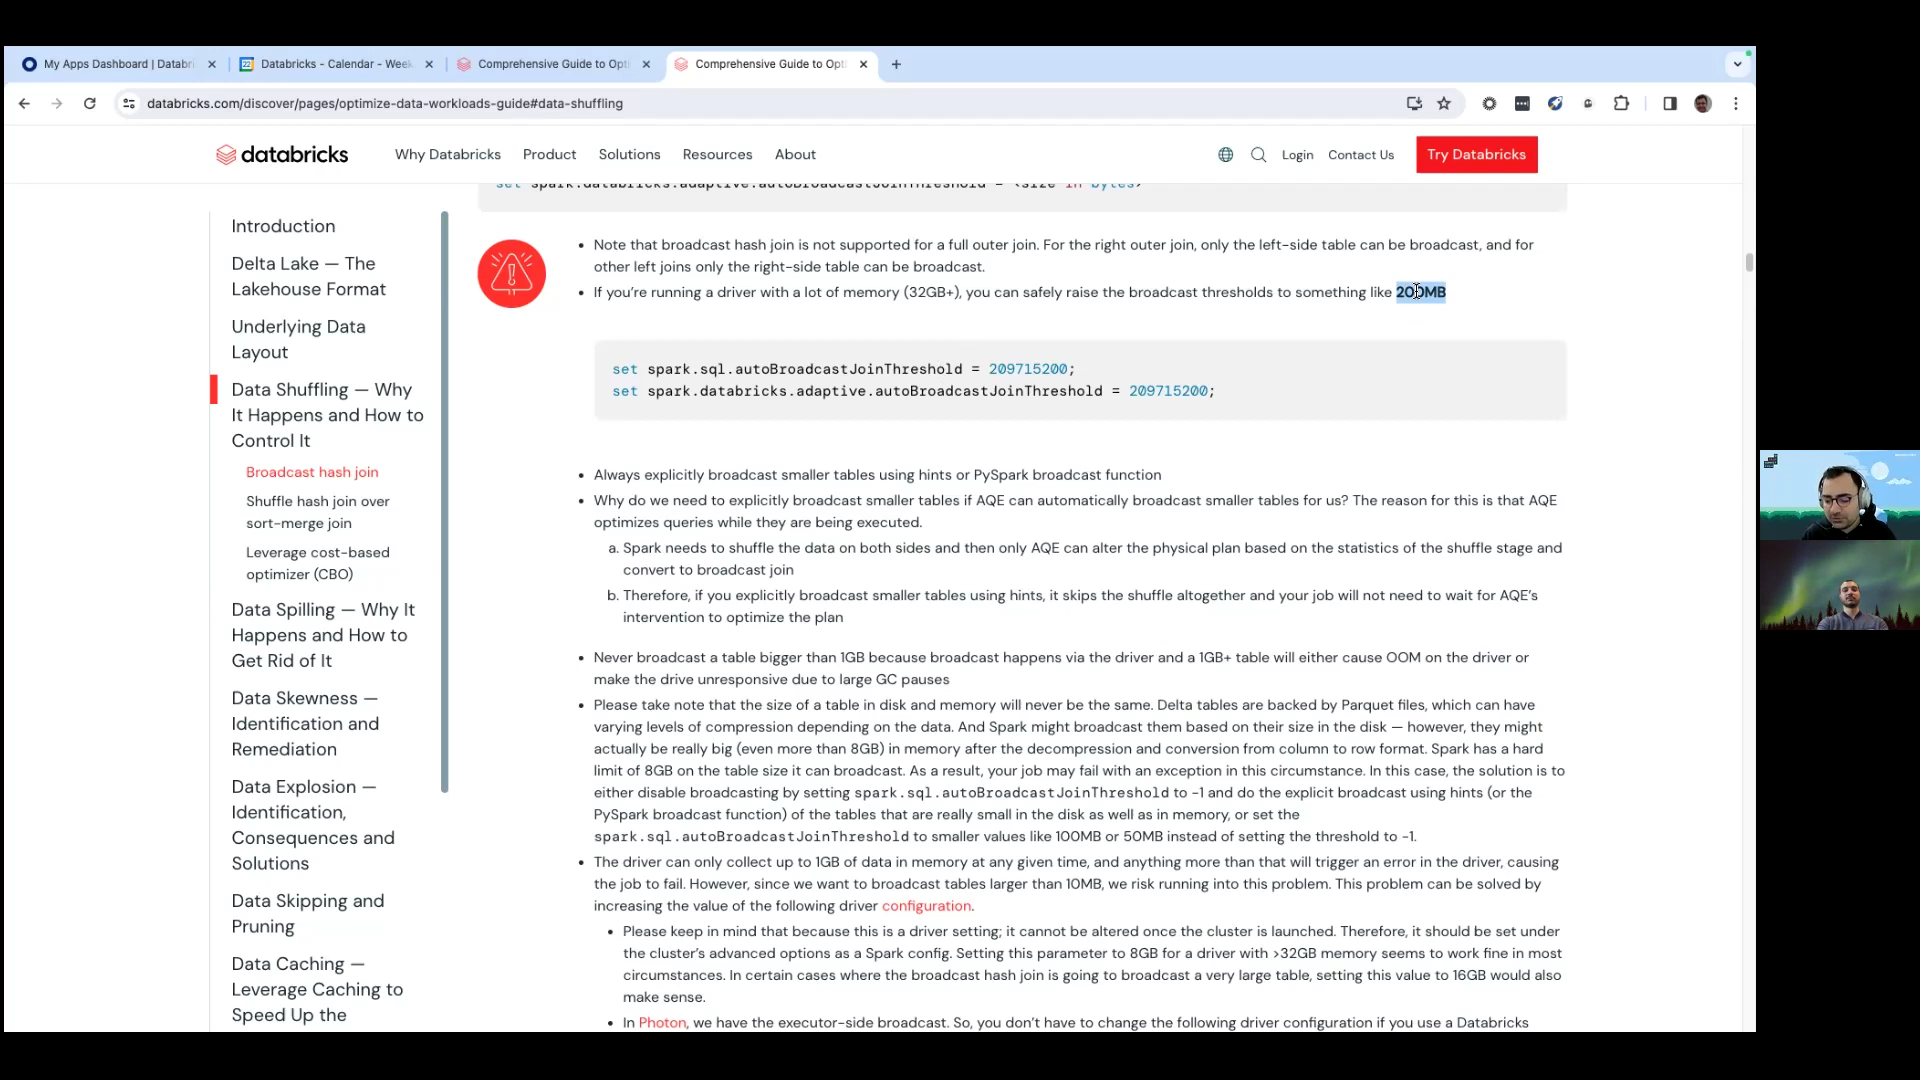 My Apps Dashboard | Databri
Databricks - Calendar - Week
Comprehensive Guide to Opti
Comprehensive Guide to Opti
databricks.com/discover/pages/optimize-data-workloads-guide#data-shuffling
databricks
Why Databricks
Product
Solutions
Resources
About
Login
Contact Us
Try Databricks
Introduction
Delta Lake — The
Lakehouse Format
Underlying Data
Layout
Data Shuffling — Why
It Happens and How to
Control It
Broadcast hash join
Shuffle hash join over
sort-merge join
Leverage cost-based
optimizer (CBO)
Data Spilling — Why It
Happens and How to
Get Rid of It
Data Skewness —
Identification and
Remediation
Data Explosion —
Identification,
Consequences and
Solutions
Data Skipping and
Pruning
Data Caching —
Leverage Caching to
Speed Up the
set spark.databricks.adaptive.autoBroadcastJoinThreshold = <size in bytes>
• Note that broadcast hash join is not supported for a full outer join. For the right outer join, only the left-side table can be broadcast, and for
other left joins only the right-side table can be broadcast.
• If you're running a driver with a lot of memory (32GB+), you can safely raise the broadcast thresholds to something like 200MB
set spark.sql.autoBroadcastJoinThreshold = 209715200;
set spark.databricks.adaptive.autoBroadcastJoinThreshold = 209715200;
• Always explicitly broadcast smaller tables using hints or PySpark broadcast function
• Why do we need to explicitly broadcast smaller tables if AQE can automatically broadcast smaller tables for us? The reason for this is that AQE
optimizes queries while they are being executed.
a. Spark needs to shuffle the data on both sides and then only AQE can alter the physical plan based on the statistics of the shuffle stage and
convert to broadcast join
b. Therefore, if you explicitly broadcast smaller tables using hints, it skips the shuffle altogether and your job will not need to wait for AQE's
intervention to optimize the plan
• Never broadcast a table bigger than 1GB because broadcast happens via the driver and a 1GB+ table will either cause OOM on the driver or
make the drive unresponsive due to large GC pauses
• Please take note that the size of a table in disk and memory will never be the same. Delta tables are backed by Parquet files, which can have
varying levels of compression depending on the data. And Spark might broadcast them based on their size in the disk — however, they might
actually be really big (even more than 8GB) in memory after the decompression and conversion from column to row format. Spark has a hard
limit of 8GB on the table size it can broadcast. As a result, your job may fail with an exception in this circumstance. In this case, the solution is to
either disable broadcasting by setting spark.sql.autoBroadcastJoinThreshold to -1 and do the explicit broadcast using hints (or the
PySpark broadcast function) of the tables that are really small in the disk as well as in memory, or set the
spark.sql.autoBroadcastJoinThreshold to smaller values like 100MB or 50MB instead of setting the threshold to -1.
• The driver can only collect up to 1GB of data in memory at any given time, and anything more than that will trigger an error in the driver, causing
the job to fail. However, since we want to broadcast tables larger than 10MB, we risk running into this problem. This problem can be solved by
increasing the value of the following driver configuration.
• Please keep in mind that because this is a driver setting; it cannot be altered once the cluster is launched. Therefore, it should be set under
the cluster's advanced options as a Spark config. Setting this parameter to 8GB for a driver with >32GB memory seems to work fine in most
circumstances. In certain cases where the broadcast hash join is going to broadcast a very large table, setting this value to 16GB would also
make sense.
• In Photon, we have the executor-side broadcast. So, you don't have to change the following driver configuration if you use a Databricks